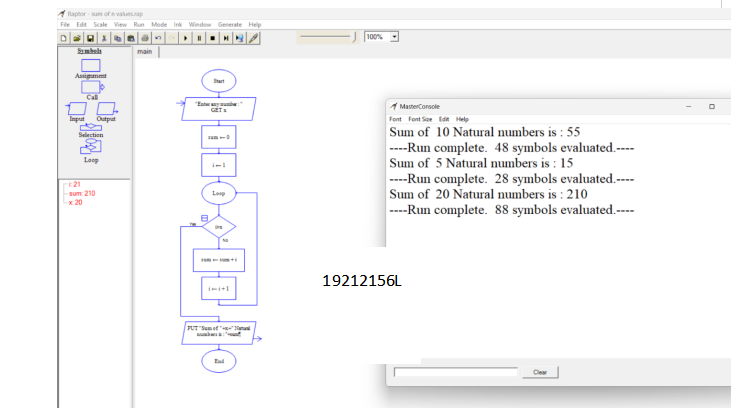 Raptor - sum of n values.rap
File Edit Scale View Run Mode Ink Window Generate Help
100%
Symbols
main
Assignment
Call
Input Output
Selection
Loop
i: 21
sum: 210
x: 20
Start
"Enter any number: "
GET x
sum ← 0
i ← 1
Loop
Yes
i>x
No
sum ← sum + i
i ← i + 1
PUT "Sum of "+x+" Natural
numbers is : "+sum¶
End
MasterConsole
Font Font Size Edit Help
Sum of 10 Natural numbers is : 55
----Run complete. 48 symbols evaluated.----
Sum of 5 Natural numbers is : 15
----Run complete. 28 symbols evaluated.----
Sum of 20 Natural numbers is : 210
----Run complete. 88 symbols evaluated.----
19212156L
Clear